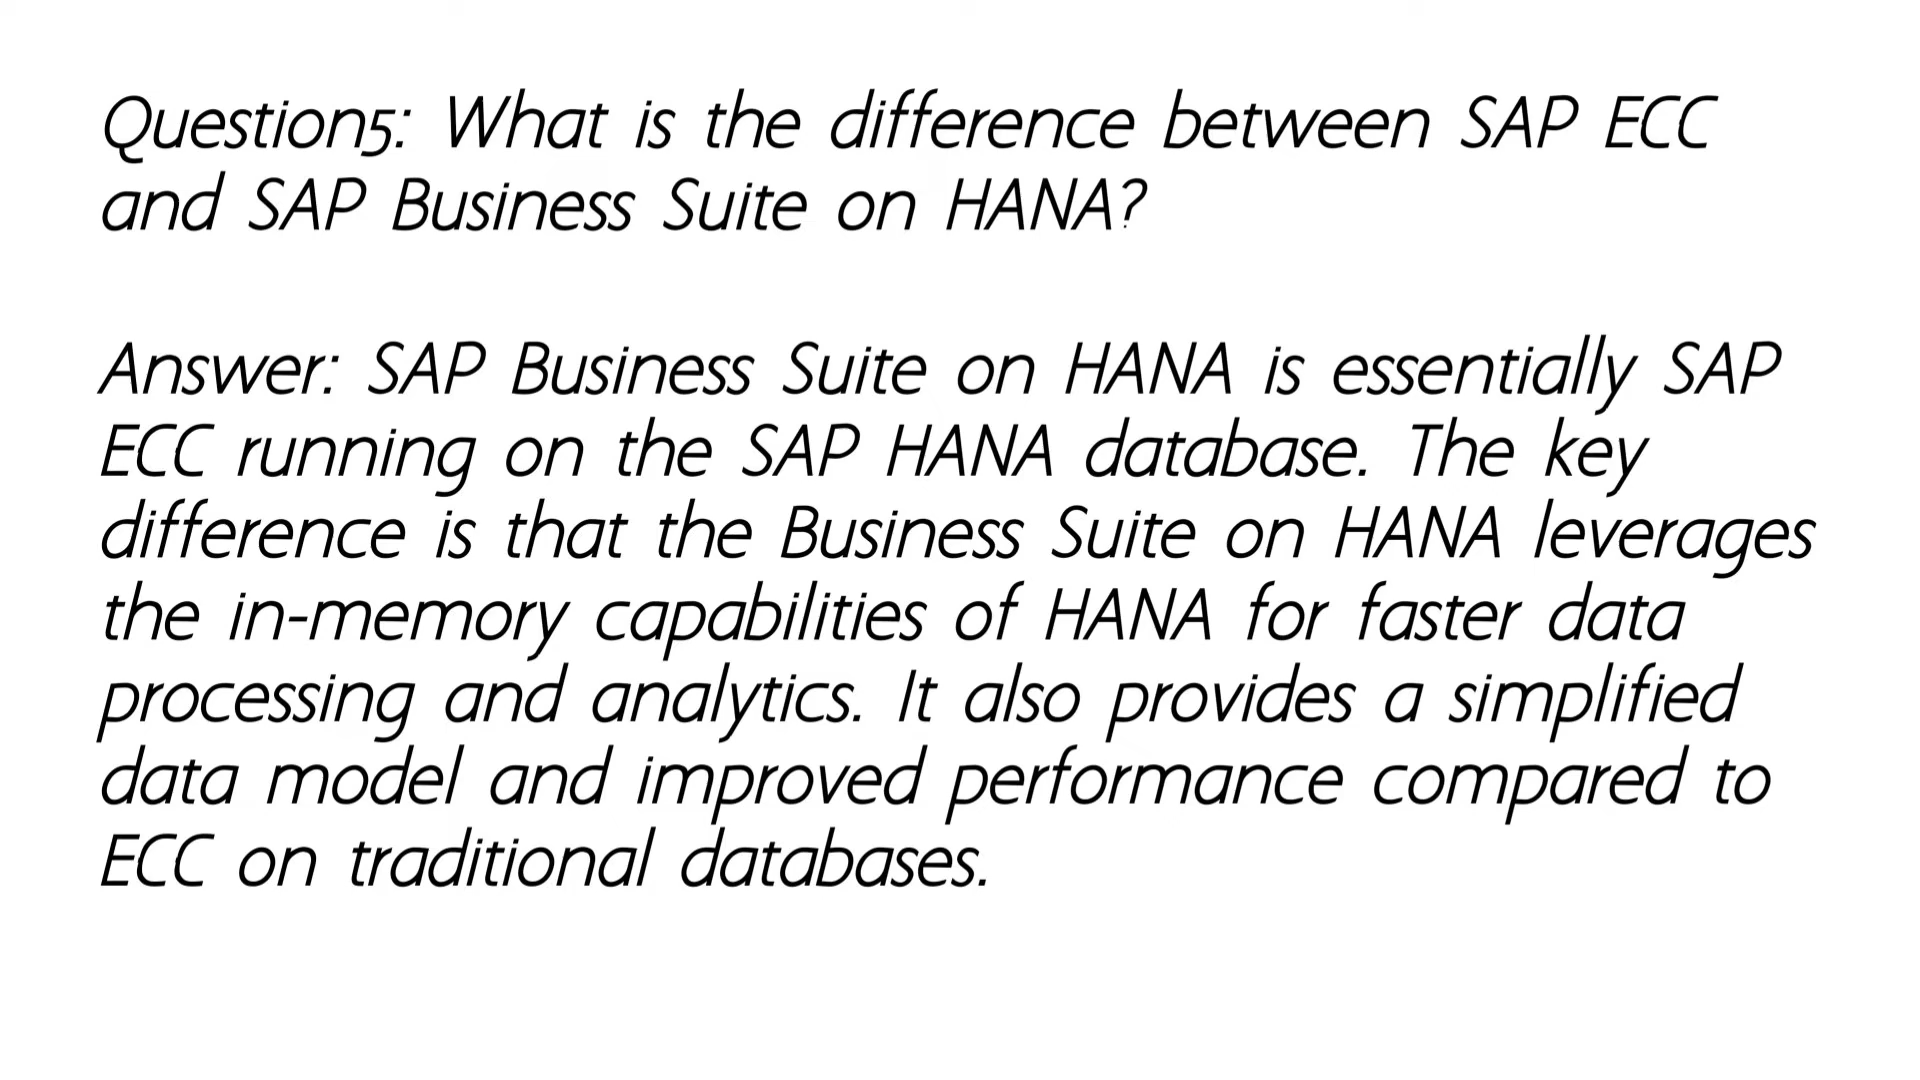 Question5: What is the difference between SAP ECC
and SAP Business Suite on HANA?
Answer: SAP Business Suite on HANA is essentially SAP
ECC running on the SAP HANA database. The key
difference is that the Business Suite on HANA leverages
the in-memory capabilities of HANA for faster data
processing and analytics. It also provides a simplified
data model and improved performance compared to
ECC on traditional databases.